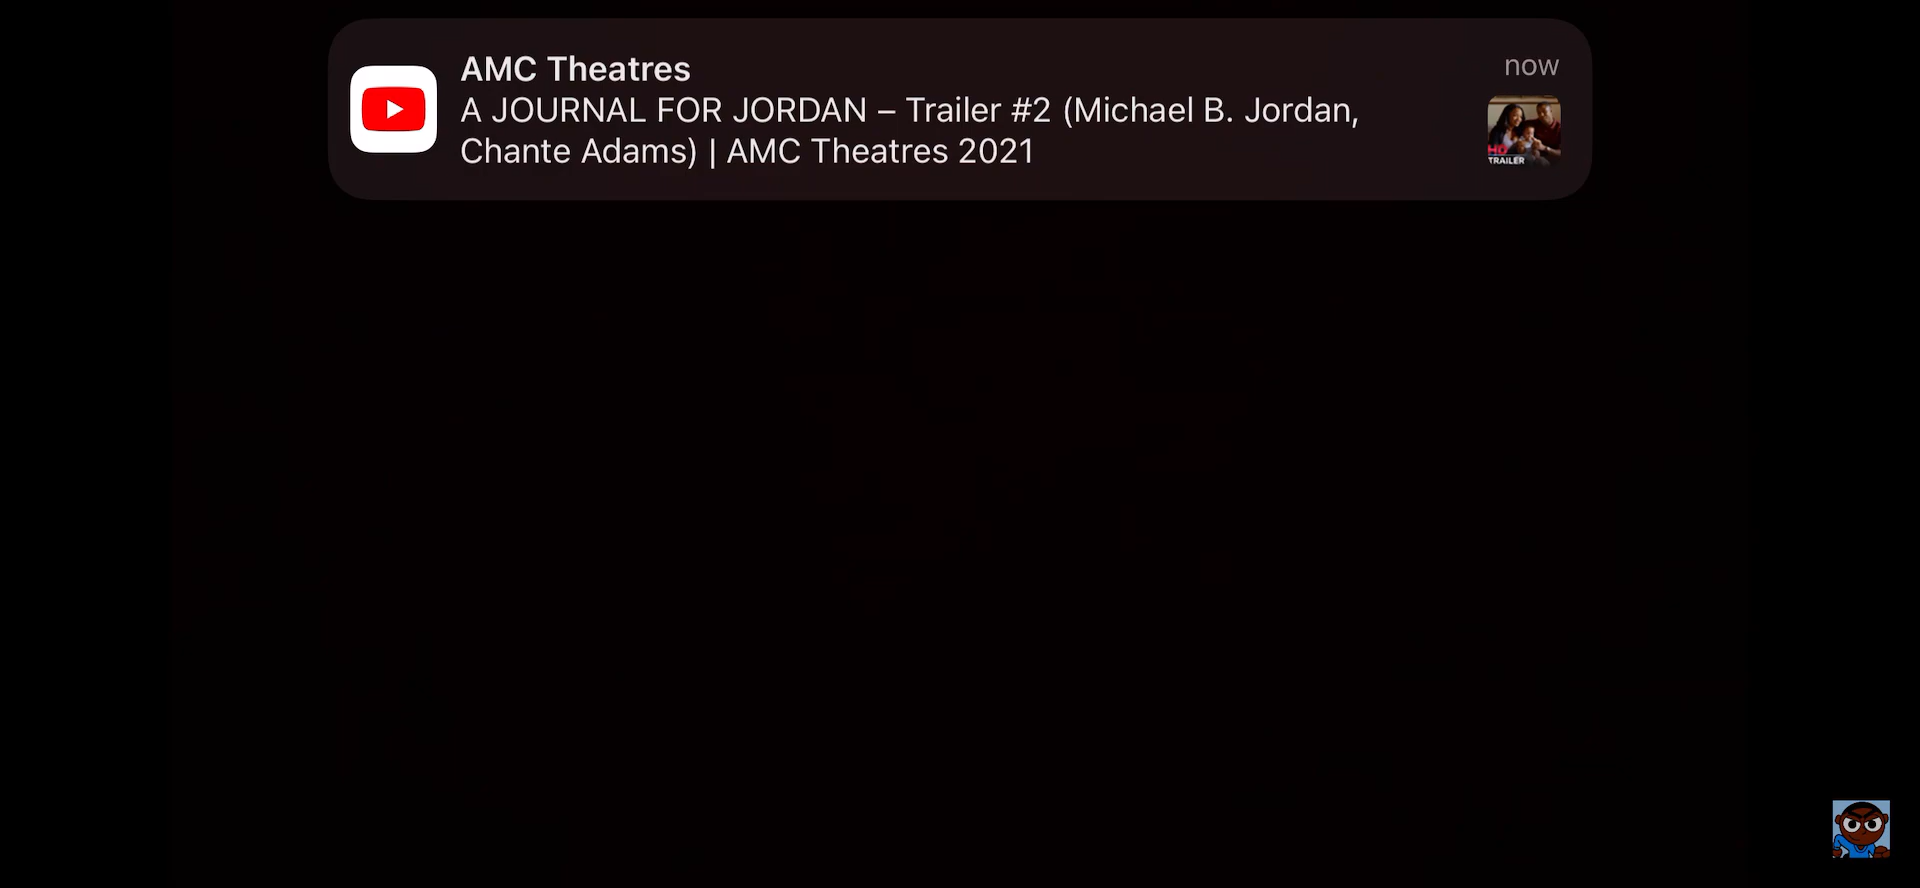 AMC Theatres
now
A JOURNAL FOR JORDAN – Trailer #2 (Michael B. Jordan,
Chante Adams) | AMC Theatres 2021
HD
TRAILER